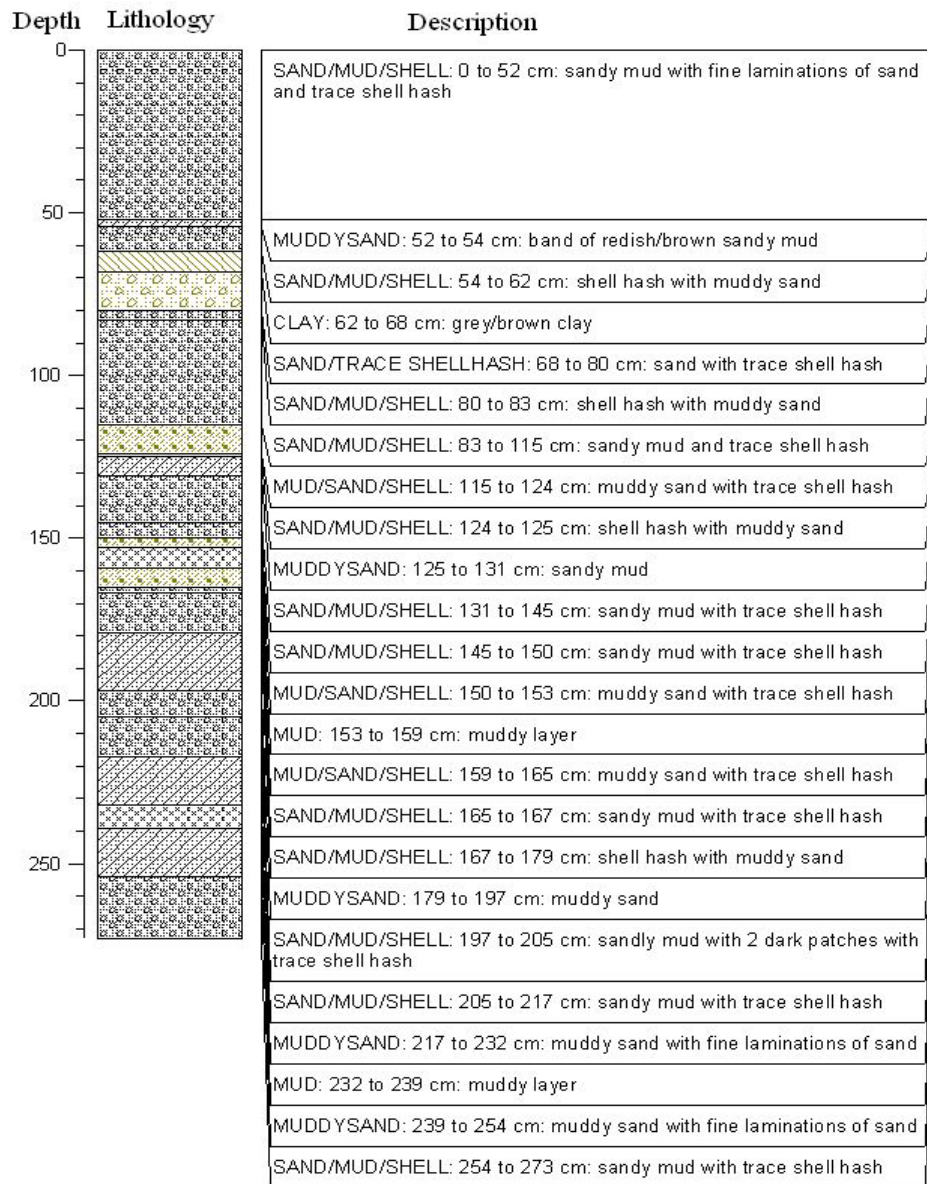 Depth Lithology Description
0
50
100
150
200
250
SAND/MUD/SHELL: 0 to 52 cm: sandy mud with fine laminations of sand
and trace shell hash
MUDDYSAND: 52 to 54 cm: band of redish/brown sandy mud
SAND/MUD/SHELL: 54 to 62 cm: shell hash with muddy sand
CLAY: 62 to 68 cm: grey/brown clay
SAND/TRACE SHELLHASH: 68 to 80 cm: sand with trace shell hash
SAND/MUD/SHELL: 80 to 83 cm: shell hash with muddy sand
SAND/MUD/SHELL: 83 to 115 cm: sandy mud and trace shell hash
MUD/SAND/SHELL: 115 to 124 cm: muddy sand with trace shell hash
SAND/MUD/SHELL: 124 to 125 cm: shell hash with muddy sand
MUDDYSAND: 125 to 131 cm: sandy mud
SAND/MUD/SHELL: 131 to 145 cm: sandy mud with trace shell hash
SAND/MUD/SHELL: 145 to 150 cm: sandy mud with trace shell hash
MUD/SAND/SHELL: 150 to 153 cm: muddy sand with trace shell hash
MUD: 153 to 159 cm: muddy layer
MUD/SAND/SHELL: 159 to 165 cm: muddy sand with trace shell hash
SAND/MUD/SHELL: 165 to 167 cm: sandy mud with trace shell hash
SAND/MUD/SHELL: 167 to 179 cm: shell hash with muddy sand
MUDDYSAND: 179 to 197 cm: muddy sand
SAND/MUD/SHELL: 197 to 205 cm: sandly mud with 2 dark patches with
trace shell hash
SAND/MUD/SHELL: 205 to 217 cm: sandy mud with trace shell hash
MUDDYSAND: 217 to 232 cm: muddy sand with fine laminations of sand
MUD: 232 to 239 cm: muddy layer
MUDDYSAND: 239 to 254 cm: muddy sand with fine laminations of sand
SAND/MUD/SHELL: 254 to 273 cm: sandy mud with trace shell hash